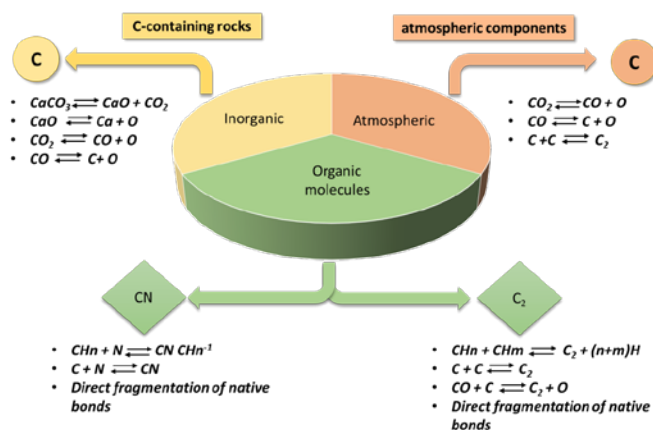 C-containing rocks
atmospheric components
C
C
CaCO₃ ⇌ CaO + CO₂
CaO ⇌ Ca + O
CO₂ ⇌ CO + O
CO ⇌ C+ O
CO₂ ⇌ CO + O
CO ⇌ C + O
C +C ⇌ C₂
Inorganic
Atmospheric
Organic
molecules
CN
C₂
CHn + N ⇌ CN CHn⁻¹
C + N ⇌ CN
Direct fragmentation of native
bonds
CHn + CHm ⇌ C₂ + (n+m)H
C + C ⇌ C₂
CO + C ⇌ C₂ + O
Direct fragmentation of native
bonds